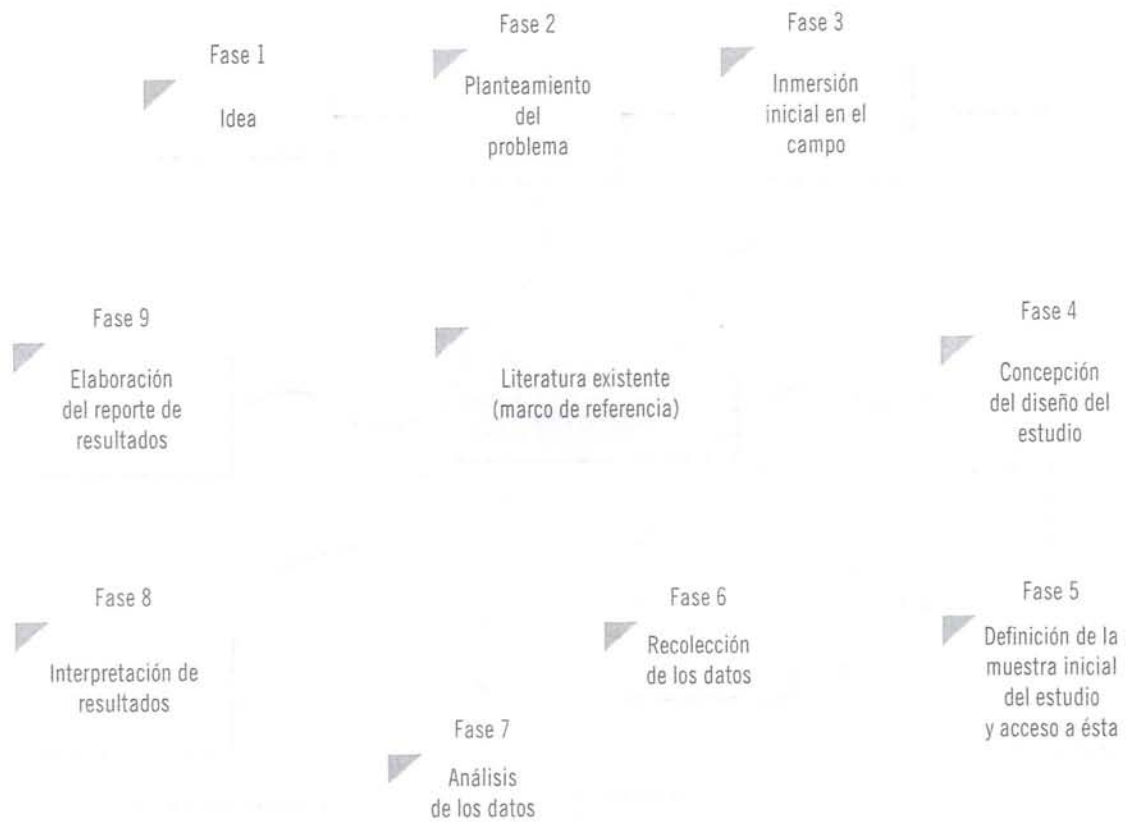 Fase 1
Idea
Fase 2
Planteamiento
del
problema
Fase 3
Inmersión
inicial en el
campo
Fase 9
Elaboración
del reporte de
resultados
Literatura existente
(marco de referencia)
Fase 4
Concepción
del diseño del
estudio
Fase 8
Interpretación de
resultados
Fase 7
Análisis
de los datos
Fase 6
Recolección
de los datos
Fase 5
Definición de la
muestra inicial
del estudio
y acceso a ésta